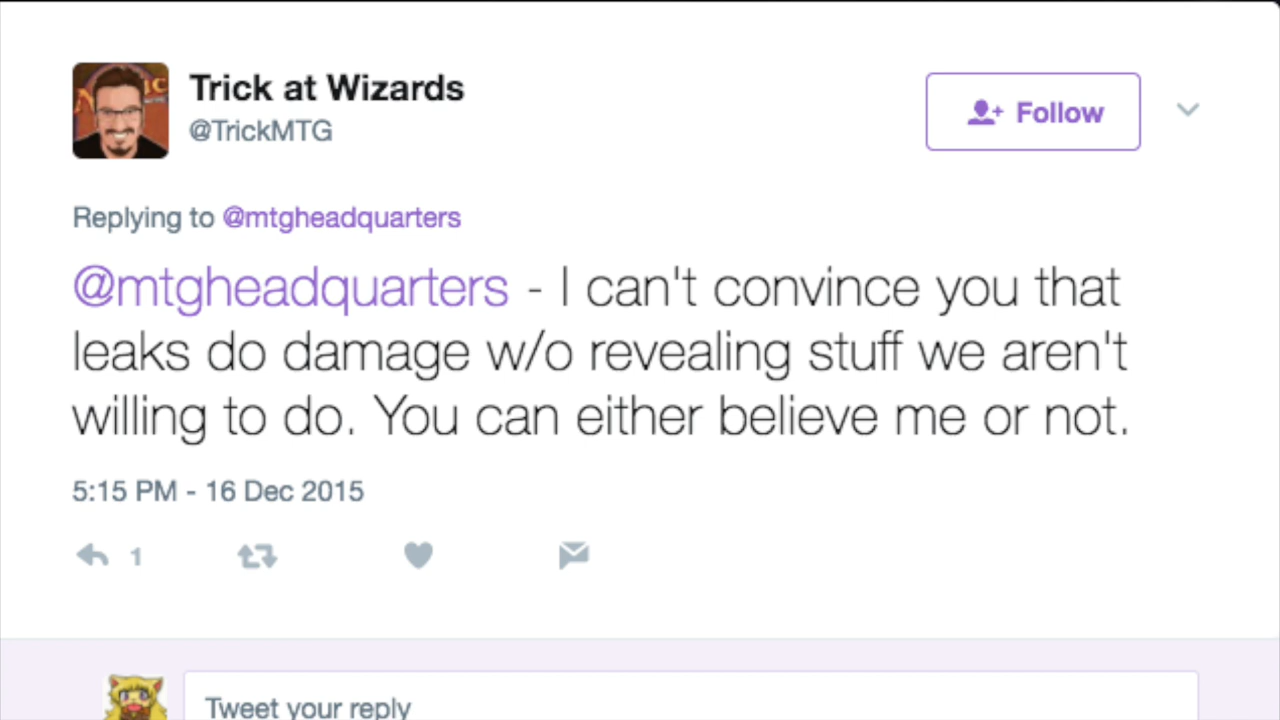 Trick at Wizards
@TrickMTG
Follow
Replying to @mtgheadquarters
@mtgheadquarters - I can't convince you that
leaks do damage w/o revealing stuff we aren't
willing to do. You can either believe me or not.
5:15 PM - 16 Dec 2015
1
Tweet your reply